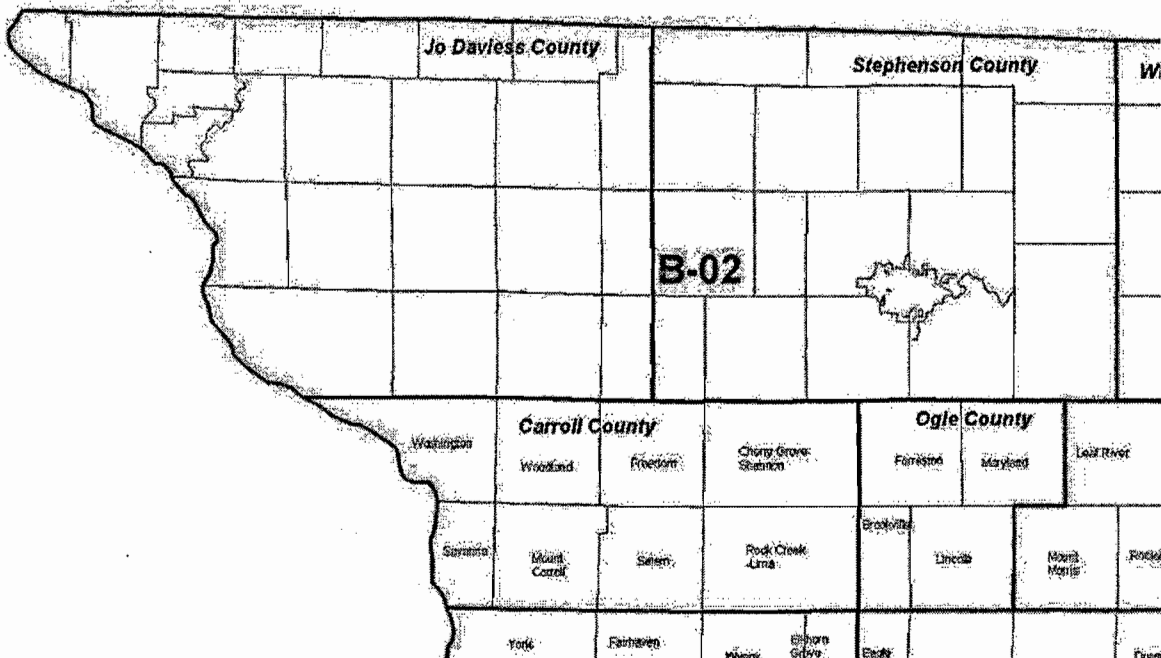 Jo Daviess County
Stephenson County
B-02
Carroll County
Ogle County
Washington
Woodland
Freedom
Cherry Grove-
Shannon
Forreston
Maryland
Leaf River
Brookville
Savanna
Mount
Carroll
Salem
Rock Creek
-Lima
Lincoln
Mount
Morris
York
Fairhaven
Elkhorn
Grove
Eagle